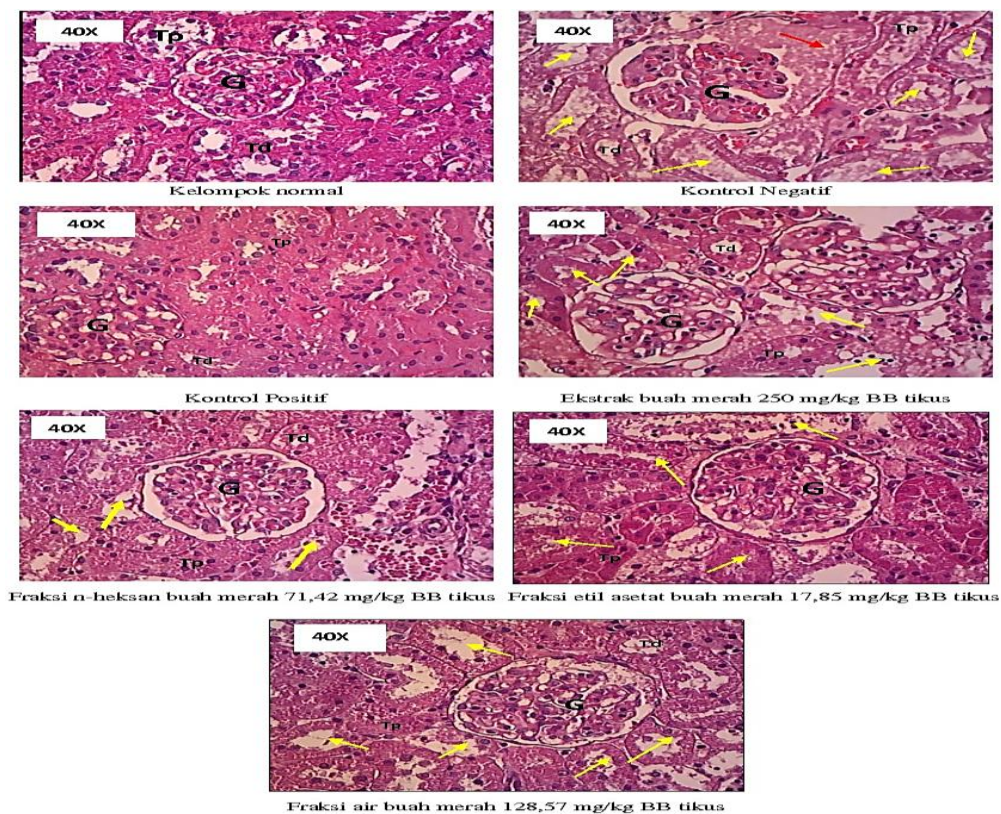 40X
Tp
G
Td
Kelompok normal
40X
Tp
G
Td
Kontrol Negatif
40X
Tp
G
Td
Kontrol Positif
40X
Td
G
Tp
Ekstrak buah merah 250 mg/kg BB tikus
40X
Td
G
Tp
Fraksi n-heksan buah merah 71,42 mg/kg BB tikus
40X
G
Tp
Fraksi etil asetat buah merah 17,85 mg/kg BB tikus
40X
Td
G
Tp
Fraksi air buah merah 128,57 mg/kg BB tikus